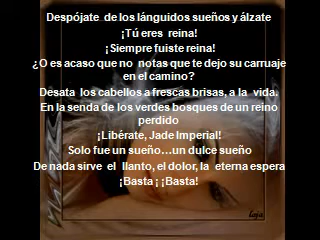 Despójate  de los lánguidos sueños y álzate
¡Tú eres  reina!
¡Siempre fuiste reina!
¿O es acaso que no  notas que te dejo su carruaje
en el camino?
Desata  los cabellos a frescas brisas, a la  vida.
En la senda de los verdes bosques de un reino
perdido
¡Libérate, Jade Imperial!
Solo fue un sueño…un dulce sueño
De nada sirve  el  llanto, el dolor, la  eterna espera
¡Basta ¡ ¡Basta!